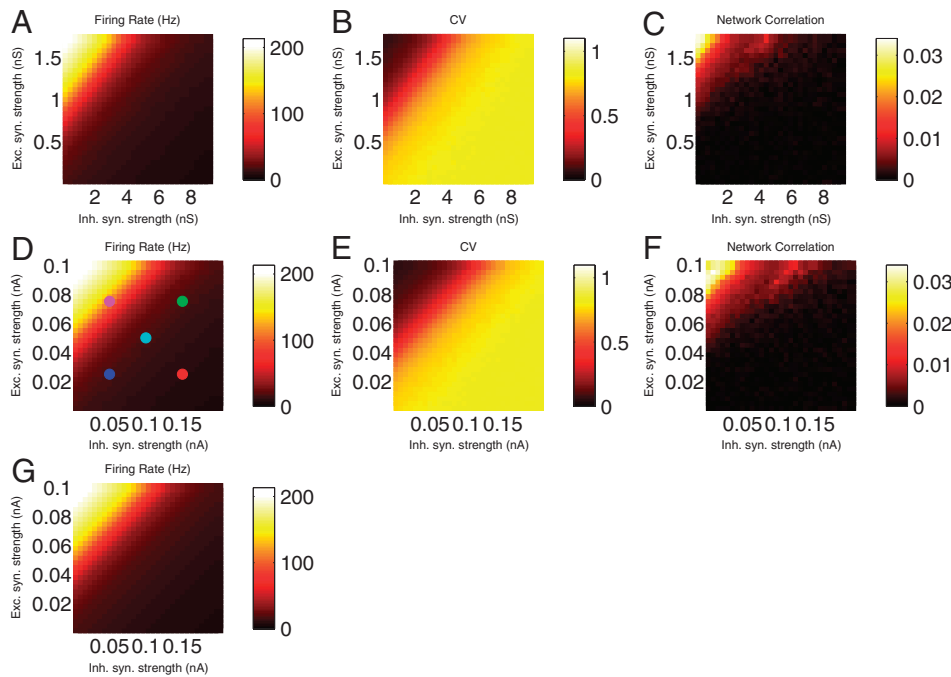 A
Firing Rate (Hz)
Exc. syn. strength (nS)
1.5
1
0.5
2 4 6 8
Inh. syn. strength (nS)
200
100
0
B
CV
Exc. syn. strength (nS)
1.5
1
0.5
2 4 6 8
Inh. syn. strength (nS)
1
0.5
0
C
Network Correlation
Exc. syn. strength (nS)
1.5
1
0.5
2 4 6 8
Inh. syn. strength (nS)
0.03
0.02
0.01
0
D
Firing Rate (Hz)
Exc. syn. strength (nA)
0.1
0.08
0.06
0.04
0.02
0.05 0.1 0.15
Inh. syn. strength (nA)
200
100
0
E
CV
Exc. syn. strength (nA)
0.1
0.08
0.06
0.04
0.02
0.05 0.1 0.15
Inh. syn. strength (nA)
1
0.5
0
F
Network Correlation
Exc. syn. strength (nA)
0.1
0.08
0.06
0.04
0.02
0.05 0.1 0.15
Inh. syn. strength (nA)
0.03
0.02
0.01
0
G
Firing Rate (Hz)
Exc. syn. strength (nA)
0.1
0.08
0.06
0.04
0.02
0.05 0.1 0.15
Inh. syn. strength (nA)
200
100
0